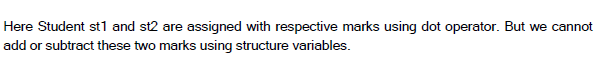 Here Student st1 and st2 are assigned with respective marks using dot operator. But we cannot
add or subtract these two marks using structure variables.